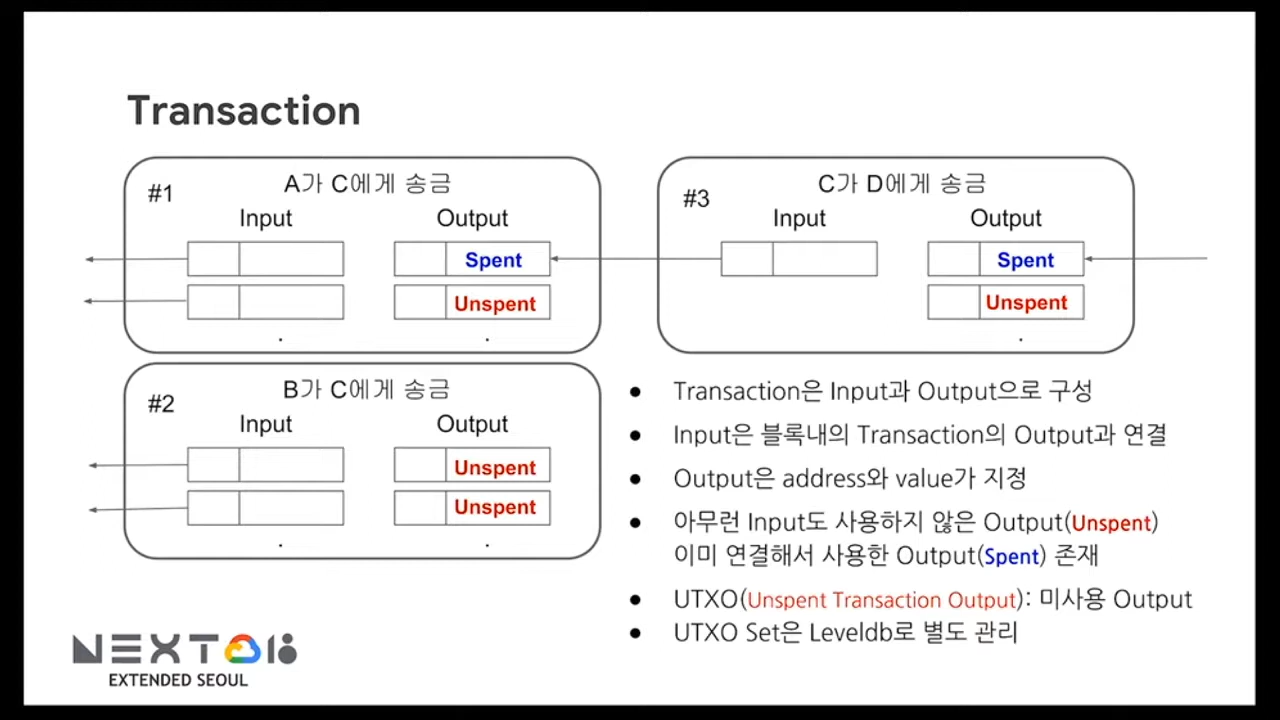 Transaction
#1
A가 C에게 송금
Input
Output
Spent
Unspent
#3
C가 D에게 송금
Input
Output
Spent
Unspent
#2
B가 C에게 송금
Input
Output
Unspent
Unspent
● Transaction은 Input과 Output으로 구성
● Input은 블록내의 Transaction의 Output과 연결
● Output은 address와 value가 지정
● 아무런 Input도 사용하지 않은 Output(Unspent)
이미 연결해서 사용한 Output(Spent) 존재
● UTXO(Unspent Transaction Output): 미사용 Output
● UTXO Set은 Leveldb로 별도 관리
NEXT 18
EXTENDED SEOUL